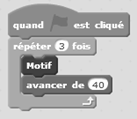 quand est cliqué
répéter 3 fois
Motif
avancer de 40